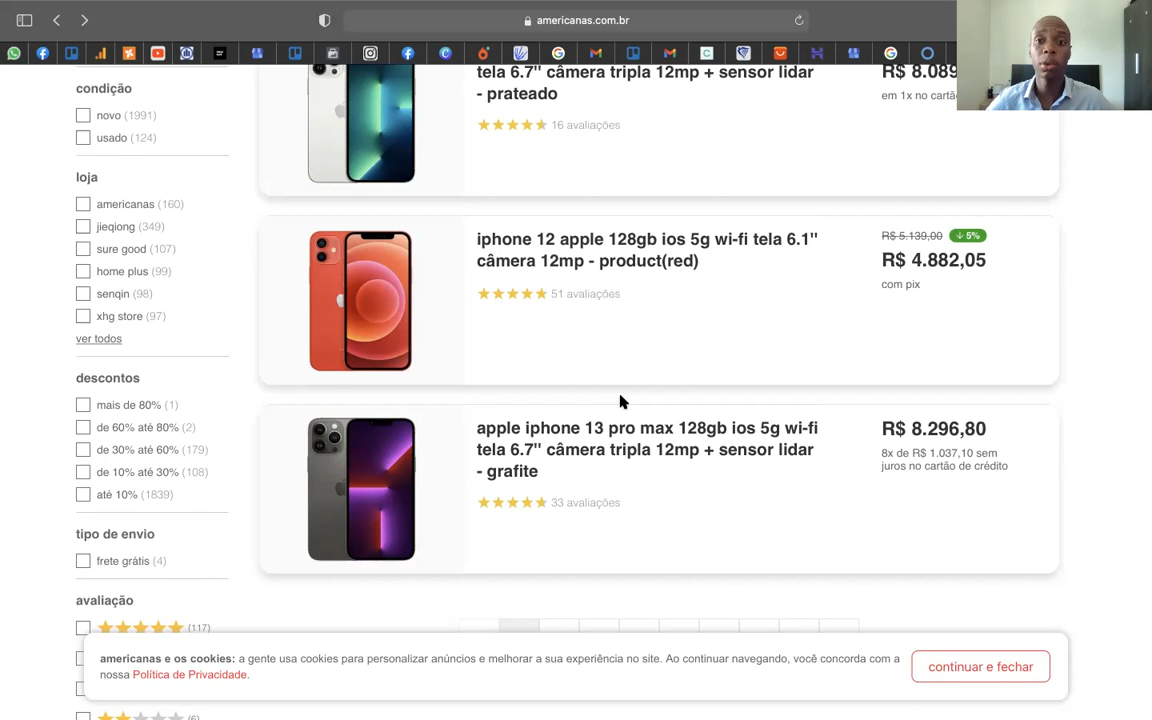 americanas.com.br
condição
novo (1991)
usado (124)
loja
americanas (160)
jieqiong (349)
sure good (107)
home plus (99)
senqin (98)
xhg store (97)
ver todos
descontos
mais de 80% (1)
de 60% até 80% (2)
de 30% até 60% (179)
de 10% até 30% (108)
até 10% (1839)
tipo de envio
frete grátis (4)
avaliação
(117)
(6)
tela 6.7'' câmera tripla 12mp + sensor lidar
- prateado
16 avaliações
R$ 8.089
em 1x no cartã
iphone 12 apple 128gb ios 5g wi-fi tela 6.1''
câmera 12mp - product(red)
51 avaliações
R$ 5.139,00 5%
R$ 4.882,05
com pix
apple iphone 13 pro max 128gb ios 5g wi-fi
tela 6.7'' câmera tripla 12mp + sensor lidar
- grafite
33 avaliações
R$ 8.296,80
8x de R$ 1.037,10 sem
juros no cartão de crédito
americanas e os cookies: a gente usa cookies para personalizar anúncios e melhorar a sua experiência no site. Ao continuar navegando, você concorda com a
nossa Política de Privacidade.
continuar e fechar